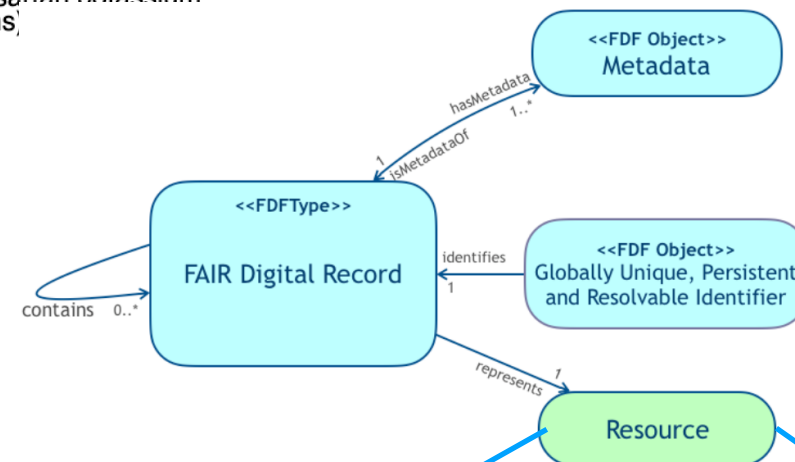 s)
<<FDF Object>>
Metadata
hasMetadata
1..*
isMetadataOf
1
<<FDFType>>
FAIR Digital Record
contains
0..*
identifies
1
<<FDF Object>>
Globally Unique, Persistent
and Resolvable Identifier
represents
1
Resource